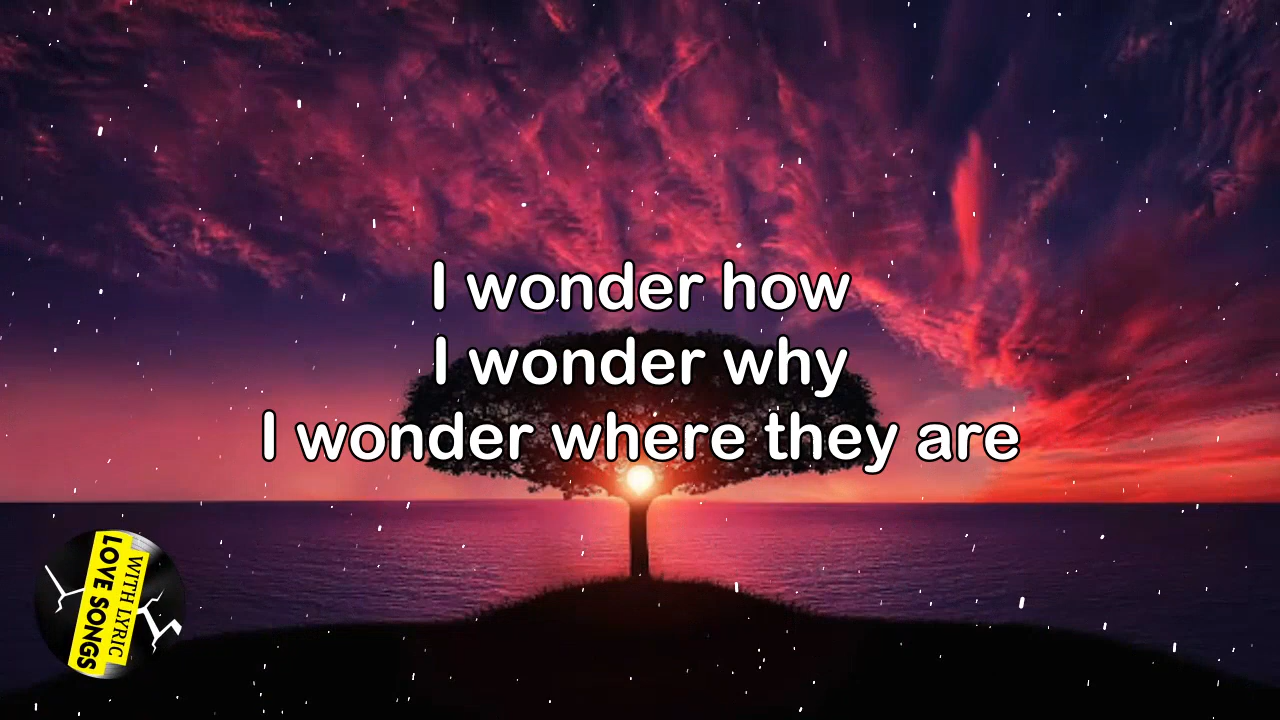 I wonder how
I wonder why
I wonder where they are
LOVE SONGS
WITH LYRIC